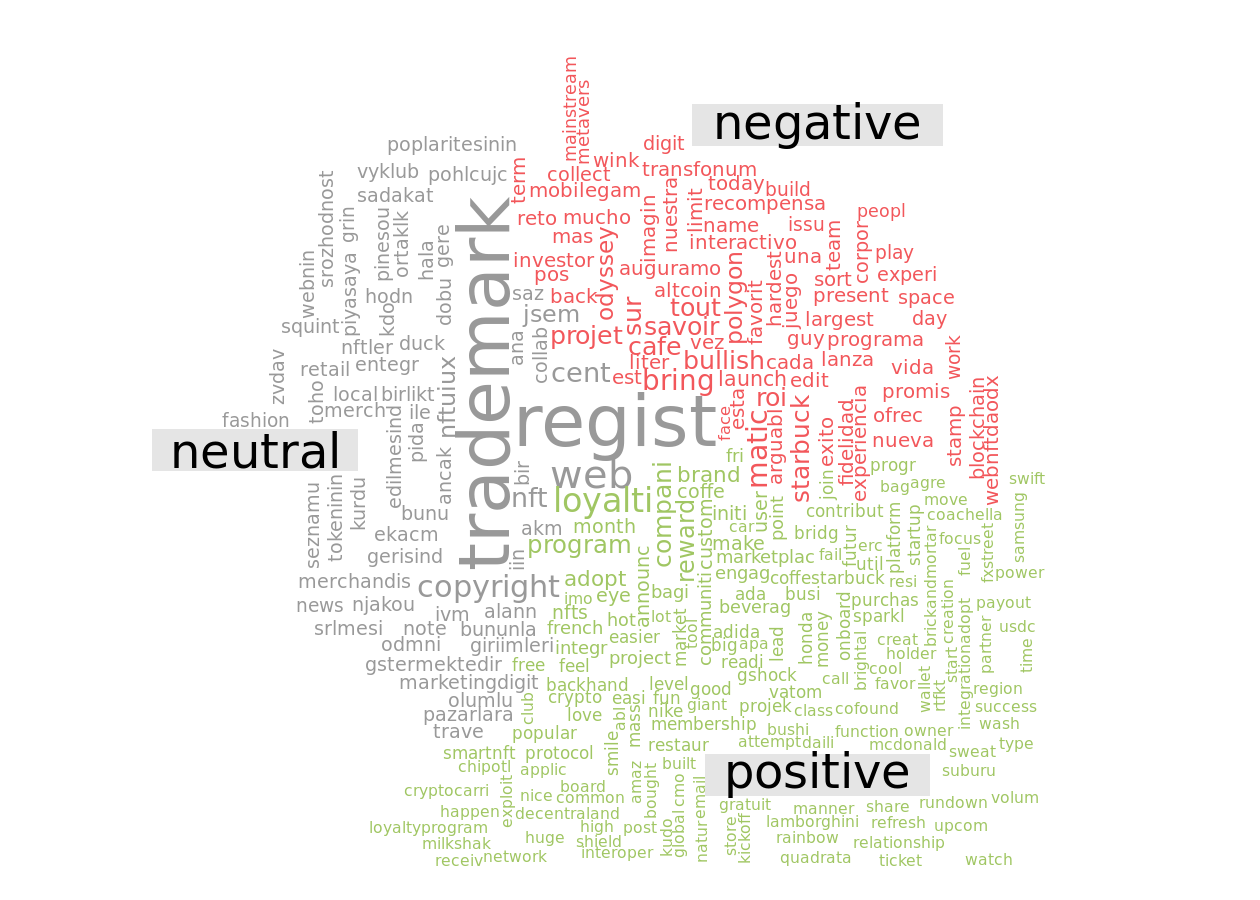 mainstream
metavers
negative
poplaritesinin
digit
wink
vyklub
pohlcujc
term
collect
transfonum
sadakat
mobilegam
today
build
srozhodnost
grin
pinesou
ortaklk
trademark
reto
mucho
imagin
nuestra
limit
recompensa
peopl
name
issu
hala
gere
mas
odyssey
interactivo
team
corpor
play
webnin
piyasaya
investor
pos
auguramo
polygon
hardest
una
sort
experi
hodn
kdo
dobu
saz
back
altcoin
favorit
juego
present
space
squint
jsem
sur
tout
largest
day
nftler
duck
ana
collab
projet
savoir
cafe
vez
guy
programa
work
zvdav
retail
entegr
cent
est
liter
bullish
cada
lanza
vida
bring
launch
edit
toho
local
birlikt
nftuiux
roi
promis
merch
ile
regist
face
esta
matic
arguabl
starbuck
exito
fidelidad
experiencia
ofrec
stamp
blockchain
webnftdaodx
fashion
neutral
edilmesind
pida
ancak
nueva
bir
web
fri
progr
seznamu
tokeninin
kurdu
nft
loyalti
compani
brand
coffe
user
point
join
bag
agre
swift
move
bunu
akm
month
reward
custom
initi
car
contribut
coachella
samsung
ekacm
program
make
bridg
futur
platform
startup
focus
gerisind
iin
marketplac
fail
erc
util
brickandmortar
fuel
fxstreet
merchandis
copyright
adopt
announc
bagi
communiti
engag
coffestarbuck
resi
power
news
njakou
imo
eye
ada
busi
purchas
creation
integrationadopt
payout
ivm
alann
nfts
hot
lot
beverag
sparkl
srlmesi
note
bununla
french
easier
market
tool
adida
lead
honda
money
onboard
creat
start
partner
usdc
time
odmni
giriimleri
integr
project
big
apa
readi
brightal
holder
gstermektedir
free
feel
gshock
call
cool
wallet
rtfkt
marketingdigit
backhand
level
good
vatom
favor
region
olumlu
club
crypto
easi
fun
giant
projek
class
cofound
success
pazarlara
love
abl
mass
nike
membership
wash
trave
popular
bushi
function
owner
smartnft
protocol
smile
restaur
attempt
daili
mcdonald
sweat
type
chipotl
applic
built
positive
suburu
cryptocarri
exploit
nice
board
common
amaz
bought
cmo
email
happen
decentraland
gratuit
manner
share
rundown
volum
loyaltyprogram
high
post
kudo
global
nature
store
kickoff
lamborghini
refresh
upcom
milkshak
huge
shield
rainbow
relationship
receiv
network
interoper
quadrata
ticket
watch